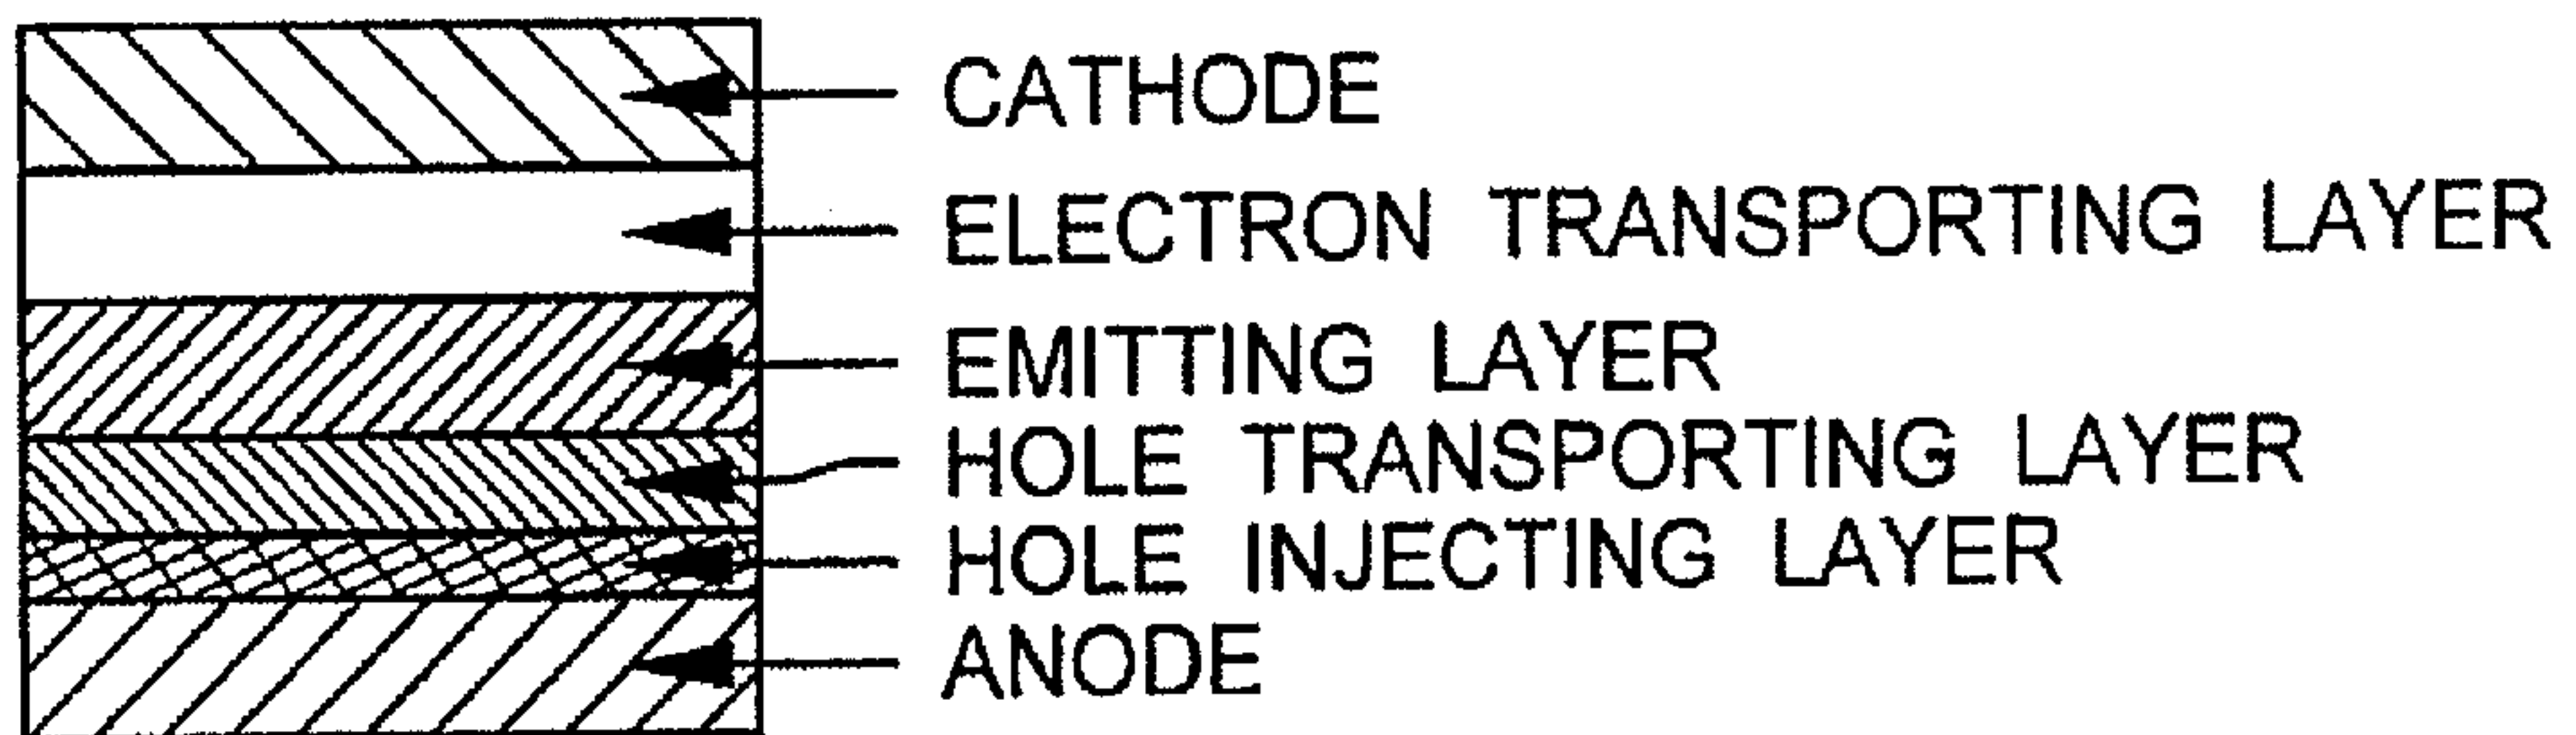 CATHODE
ELECTRON TRANSPORTING LAYER
EMITTING LAYER
HOLE TRANSPORTING LAYER
HOLE INJECTING LAYER
ANODE